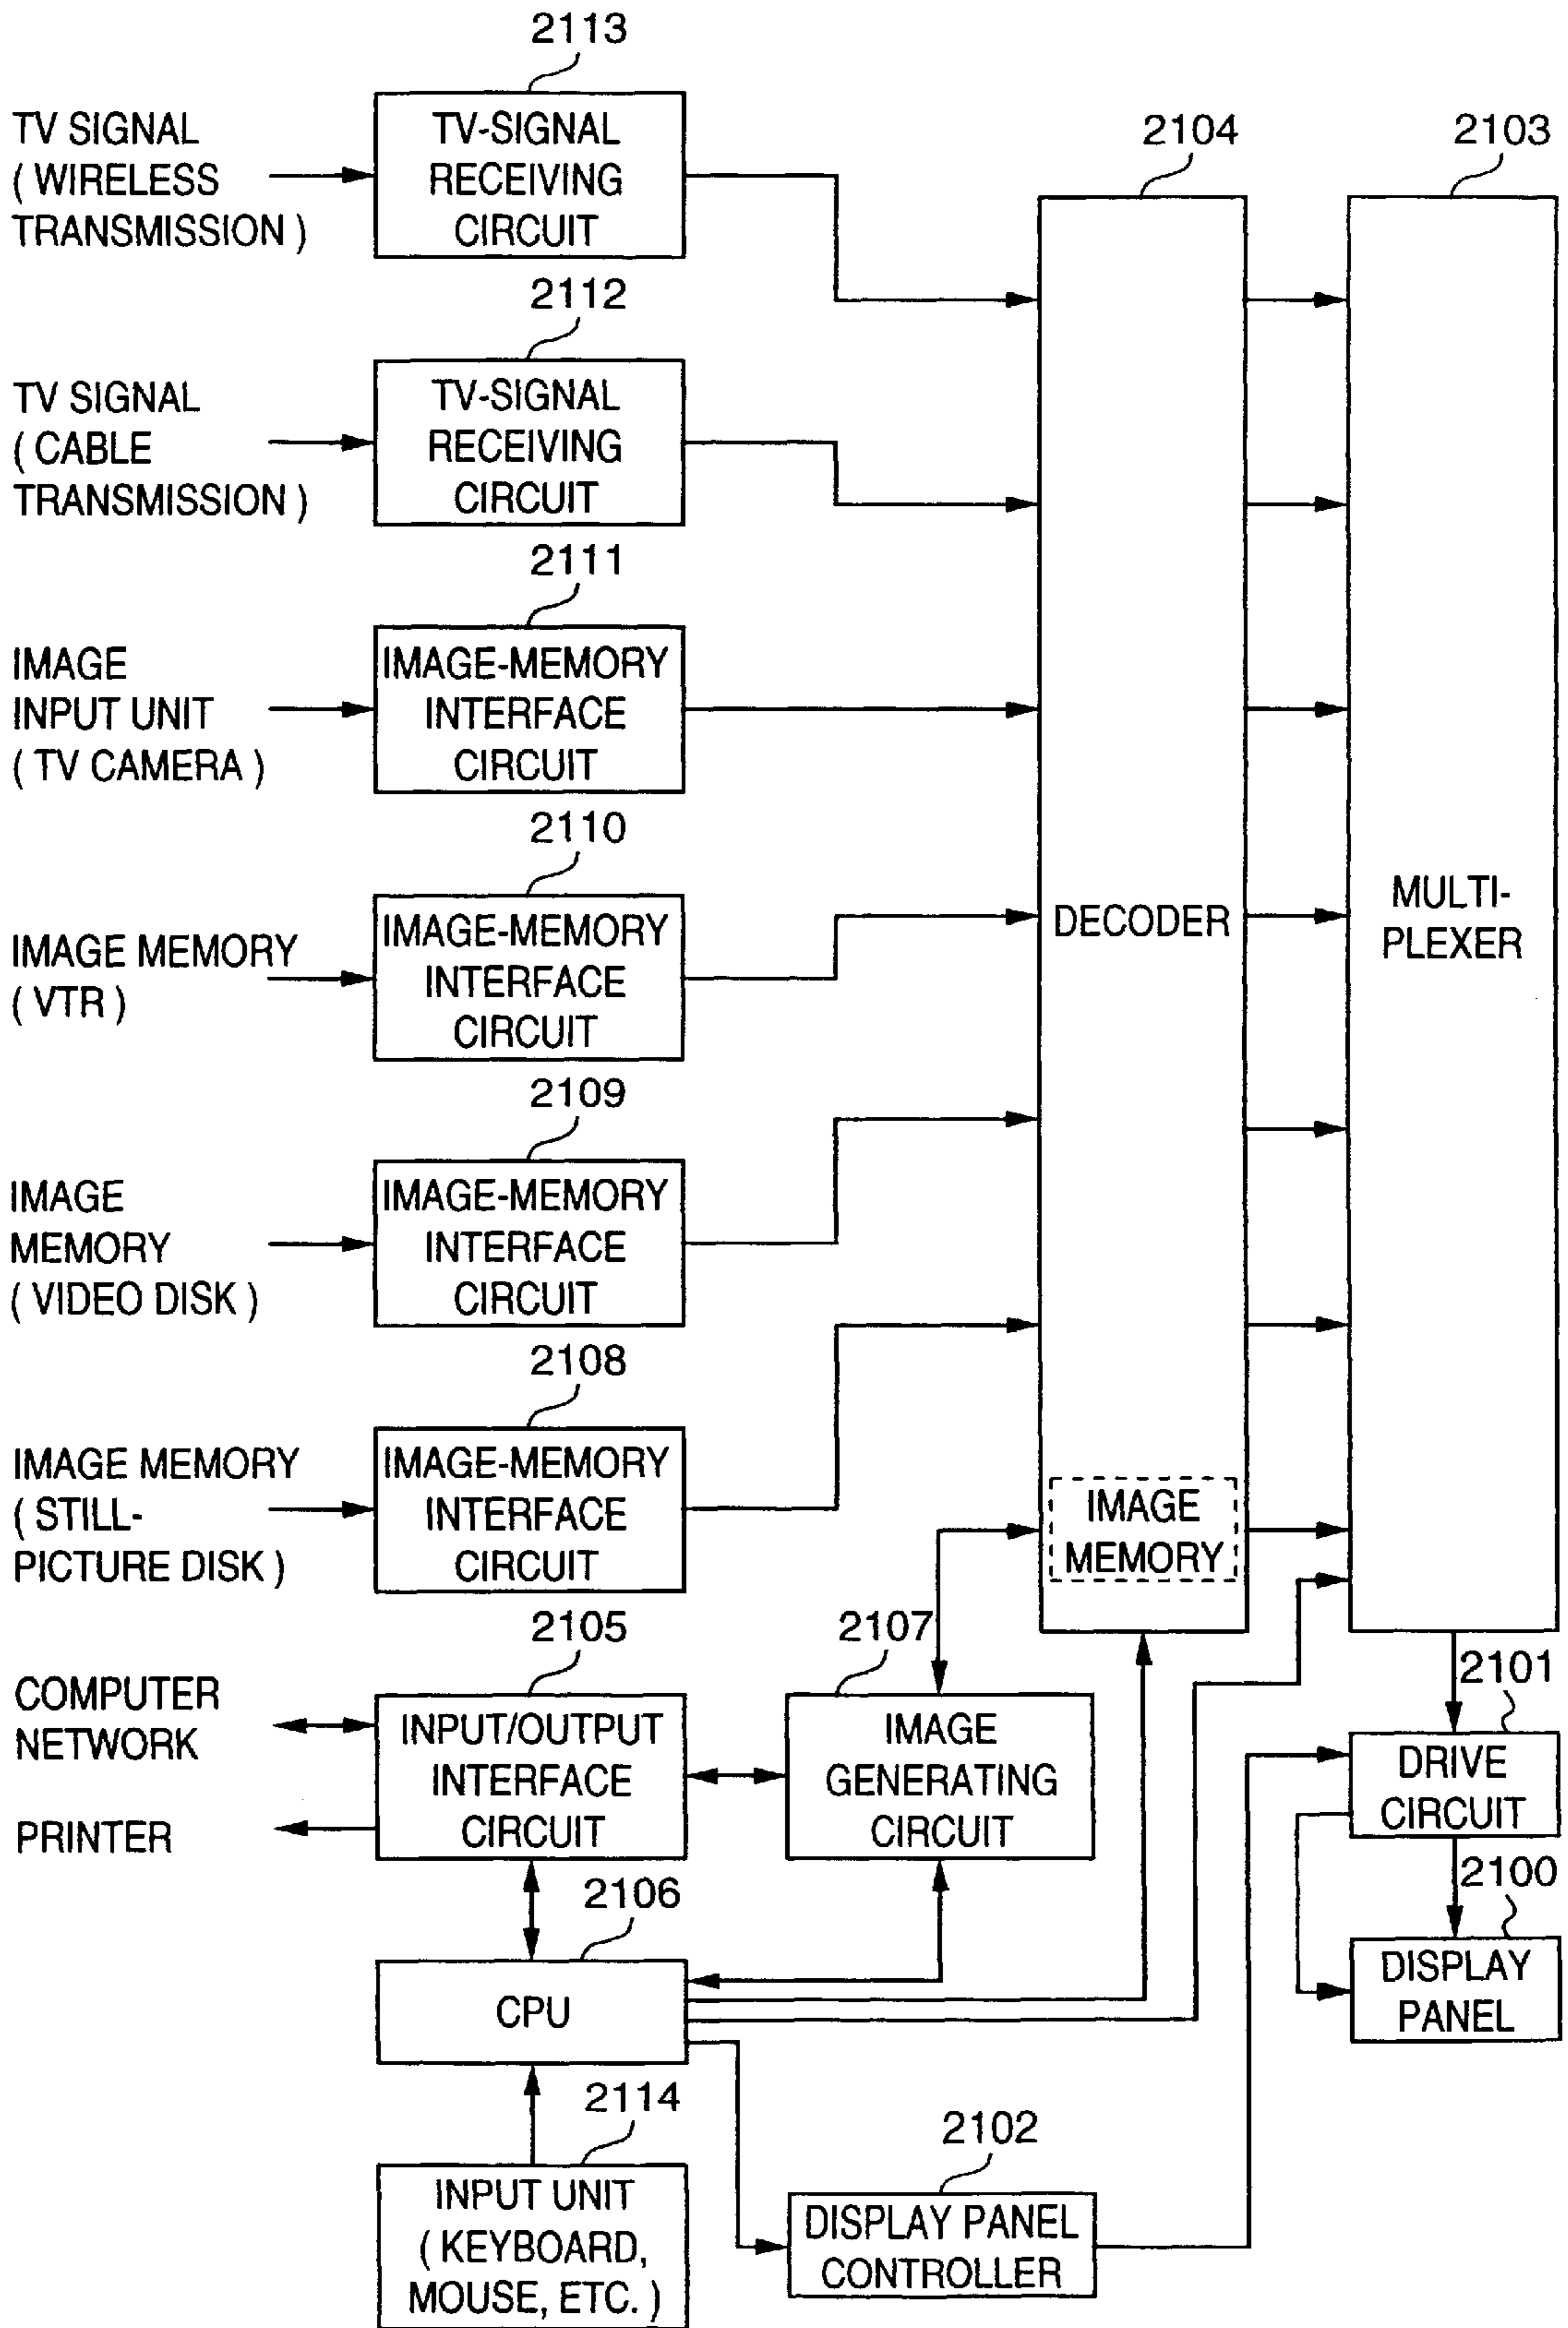 2113
TV SIGNAL
( WIRELESS
TRANSMISSION )
TV-SIGNAL
RECEIVING
CIRCUIT
2104
2103
2112
TV SIGNAL
( CABLE
TRANSMISSION )
TV-SIGNAL
RECEIVING
CIRCUIT
2111
IMAGE
INPUT UNIT
( TV CAMERA )
IMAGE-MEMORY
INTERFACE
CIRCUIT
2110
IMAGE MEMORY
( VTR )
IMAGE-MEMORY
INTERFACE
CIRCUIT
DECODER
MULTI-
PLEXER
2109
IMAGE
MEMORY
( VIDEO DISK )
IMAGE-MEMORY
INTERFACE
CIRCUIT
2108
IMAGE MEMORY
( STILL-
PICTURE DISK )
IMAGE-MEMORY
INTERFACE
CIRCUIT
IMAGE
MEMORY
2105
2107
COMPUTER
NETWORK
PRINTER
INPUT/OUTPUT
INTERFACE
CIRCUIT
IMAGE
GENERATING
CIRCUIT
2101
DRIVE
CIRCUIT
2106
CPU
2100
DISPLAY
PANEL
2114
INPUT UNIT
( KEYBOARD,
MOUSE, ETC. )
2102
DISPLAY PANEL
CONTROLLER